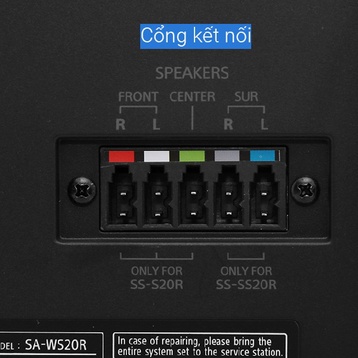 Cổng kết nối
SPEAKERS
FRONT CENTER SUR
R L R L
ONLY FOR SS-S20R
ONLY FOR SS-SS20R
DEL : SA-WS20R
In case of repairing, please bring the
entire system set to the service station.